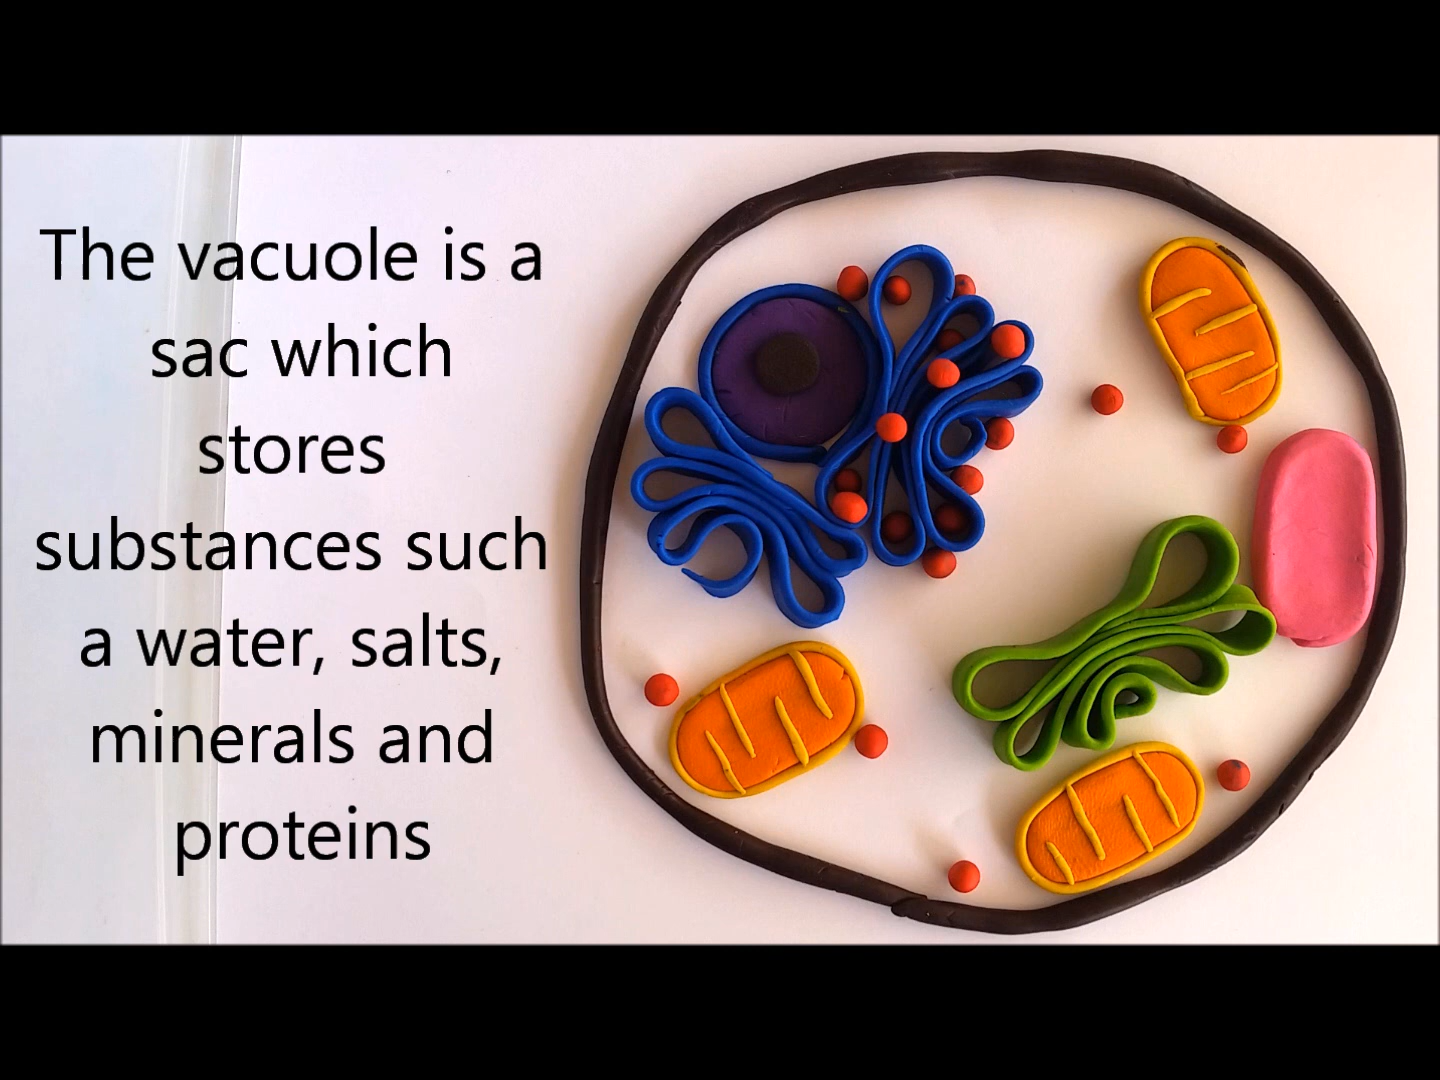 The vacuole is a
sac which
stores
substances such
a water, salts,
minerals and
proteins